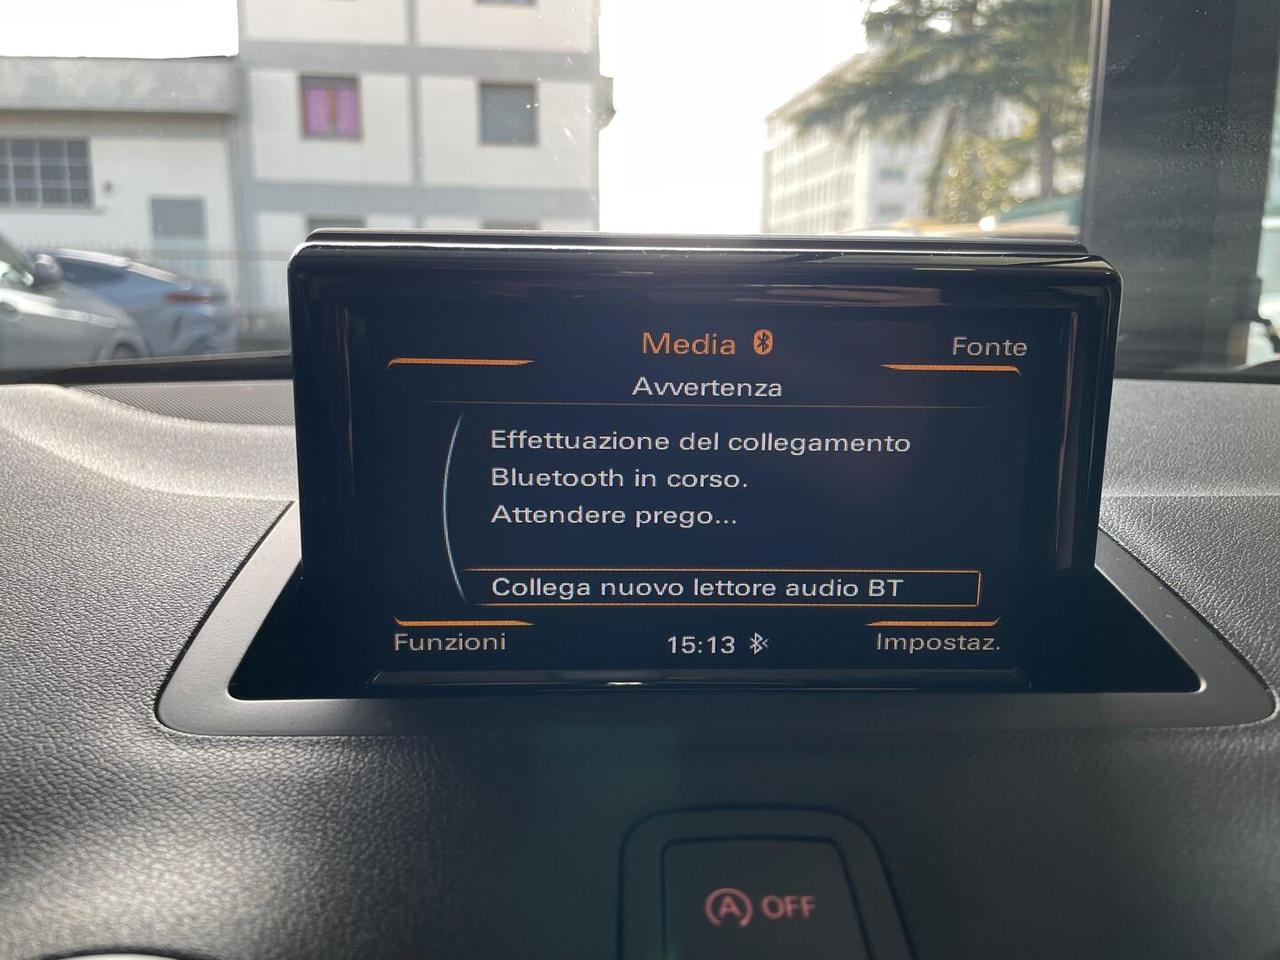 Media
Fonte
Avvertenza
Effettuazione del collegamento
Bluetooth in corso.
Attendere prego...
Collega nuovo lettore audio BT
Funzioni
15:13
Impostaz.
A OFF